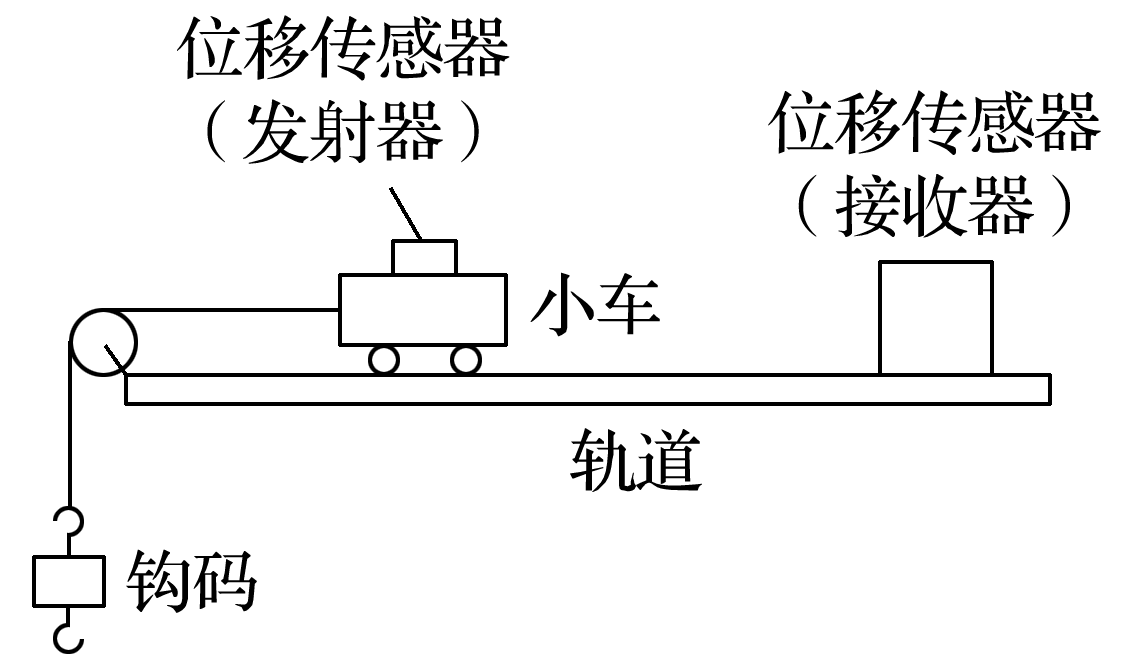 位移传感器
（发射器）
位移传感器
（接收器）
小车
轨道
钩码